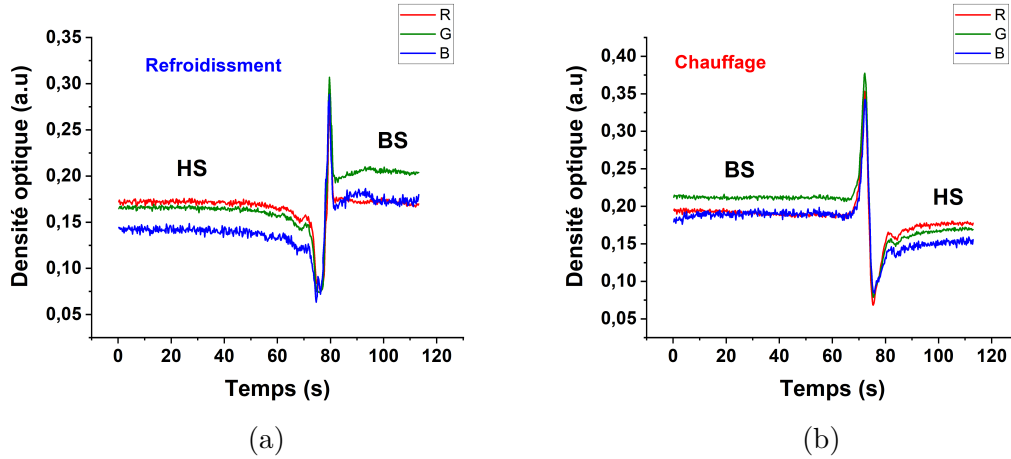 R
G
B
0,35
0,30
0,25
0,20
0,15
0,10
0,05
Densité optique (a.u)
Refroidissment
HS
BS
0
20
40
60
80
100
120
Temps (s)
(a)
R
G
B
0,40
0,35
0,30
0,25
0,20
0,15
0,10
0,05
Densité optique (a.u)
Chauffage
BS
HS
0
20
40
60
80
100
120
Temps (s)
(b)